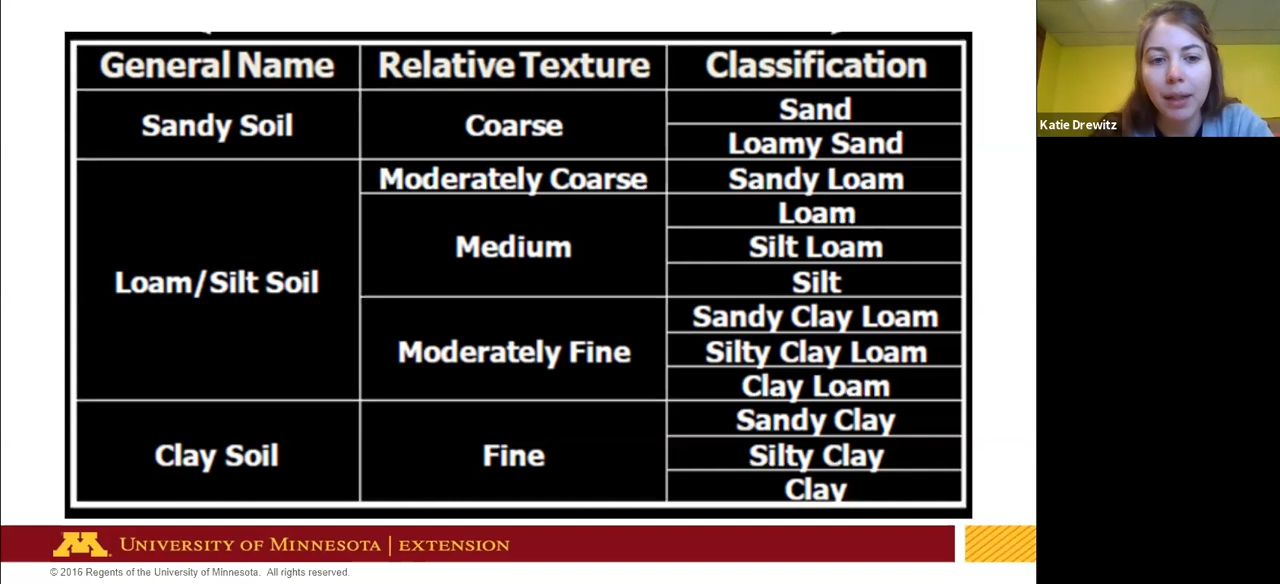 General Name Relative Texture Classification
Sandy Soil Coarse Sand
Loamy Sand
Loam/Silt Soil Moderately Coarse Sandy Loam
Medium Loam
Silt Loam
Silt
Moderately Fine Sandy Clay Loam
Silty Clay Loam
Clay Loam
Clay Soil Fine Sandy Clay
Silty Clay
Clay
UNIVERSITY OF MINNESOTA | EXTENSION
© 2016 Regents of the University of Minnesota. All rights reserved.
Katie Drewitz